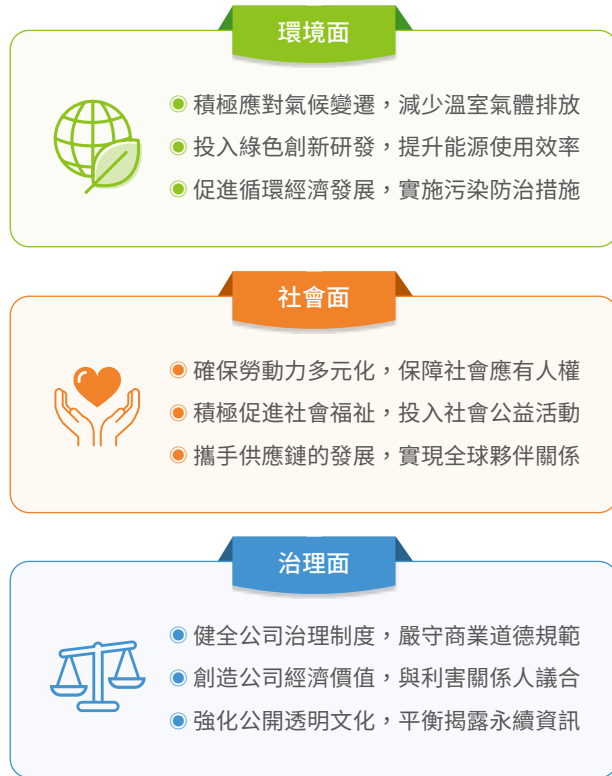 環境面
積極應對氣候變遷，減少溫室氣體排放
投入綠色創新研發，提升能源使用效率
促進循環經濟發展，實施污染防治措施
社會面
確保勞動力多元化，保障社會應有人權
積極促進社會福祉，投入社會公益活動
攜手供應鏈的發展，實現全球夥伴關係
治理面
健全公司治理制度，嚴守商業道德規範
創造公司經濟價值，與利害關係人議合
強化公開透明文化，平衡揭露永續資訊